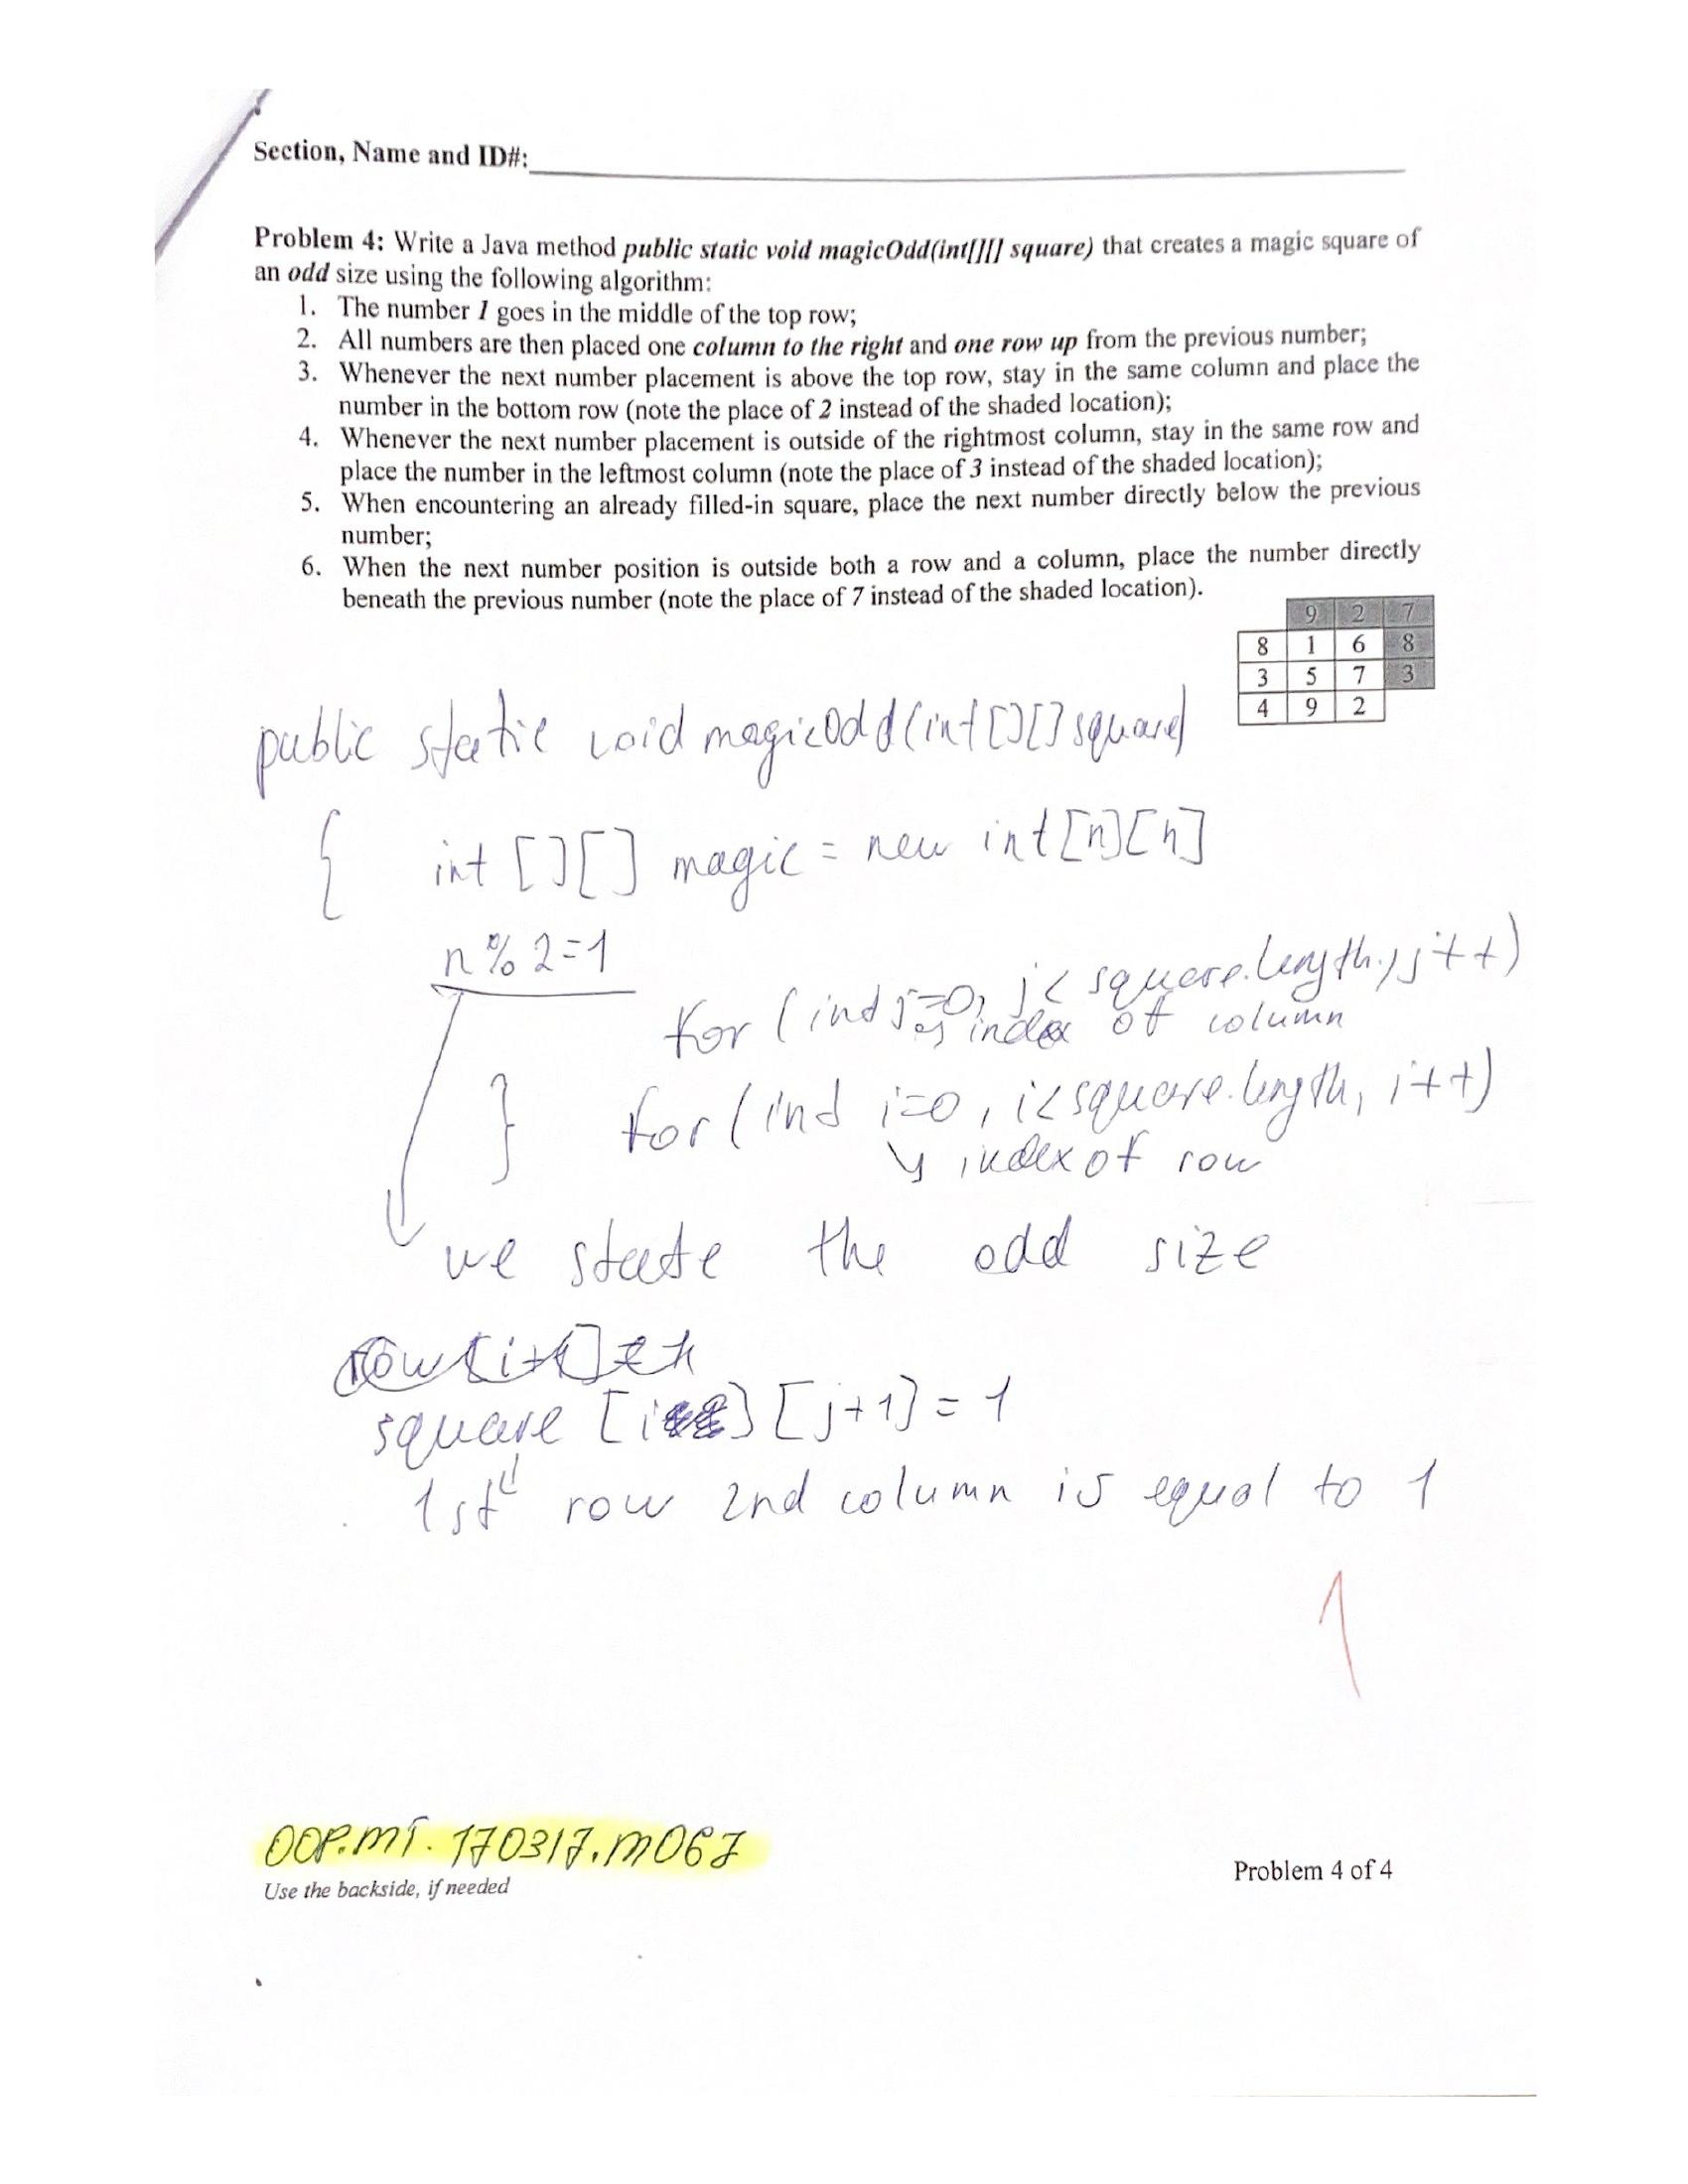 Section, Name and ID#:
Problem 4: Write a Java method public static void magicOdd(int[][] square) that creates a magic square of
an odd size using the following algorithm:
1. The number 1 goes in the middle of the top row;
2. All numbers are then placed one column to the right and one row up from the previous number;
3. Whenever the next number placement is above the top row, stay in the same column and place the
number in the bottom row (note the place of 2 instead of the shaded location);
4. Whenever the next number placement is outside of the rightmost column, stay in the same row and
place the number in the leftmost column (note the place of 3 instead of the shaded location);
5. When encountering an already filled-in square, place the next number directly below the previous
number;
6. When the next number position is outside both a row and a column, place the number directly
beneath the previous number (note the place of 7 instead of the shaded location).
9 2 7
8 1 6 8
3 5 7 3
4 9 2
public static void magicOdd(int[][] square)
{ int [][] magic = new int[n][n]
n % 2=1
for (ind j=0, j< square.length, j++)
index of column
} for (ind i=0, i<square.length, i++)
index of row
we state the odd size
square [i] [j+1] = 1
1st row 2nd column is equal to 1
1
OOP.MT.170317.M067
Use the backside, if needed
Problem 4 of 4